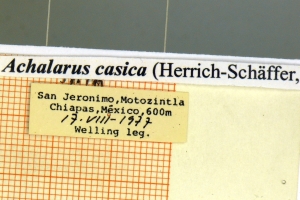 Achalarus casica (Herrich-Schäffer,
San Jeronimo,Motozintla
Chiapas,México,600m
17-VIII-1977
Welling leg.